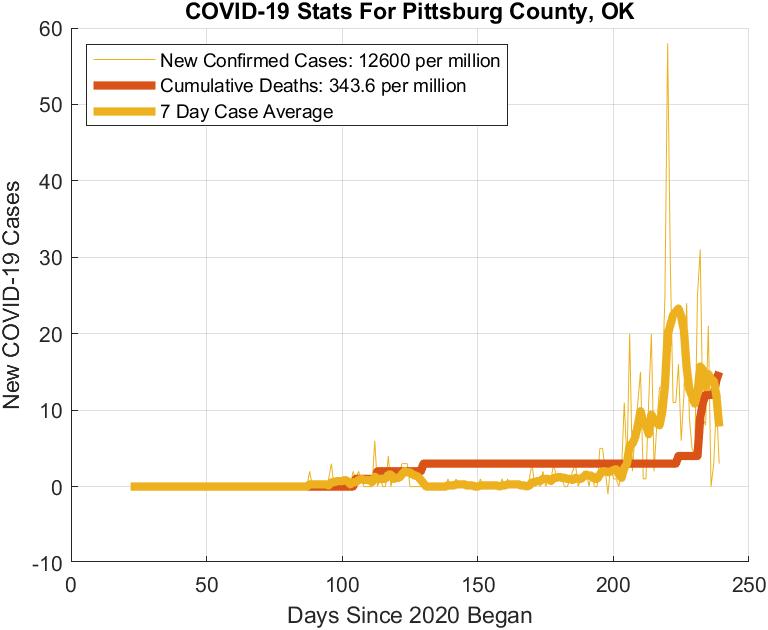 COVID-19 Stats For Pittsburg County, OK
60
50
40
30
20
10
0
-10
New COVID-19 Cases
New Confirmed Cases: 12600 per million
Cumulative Deaths: 343.6 per million
7 Day Case Average
0 50 100 150 200 250
Days Since 2020 Began